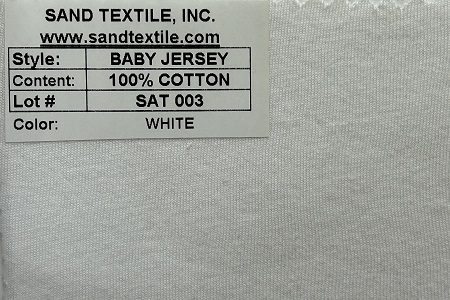 SAND TEXTILE, INC.
www.sandtextile.com
Style: BABY JERSEY
Content: 100% COTTON
Lot # SAT 003
Color: WHITE